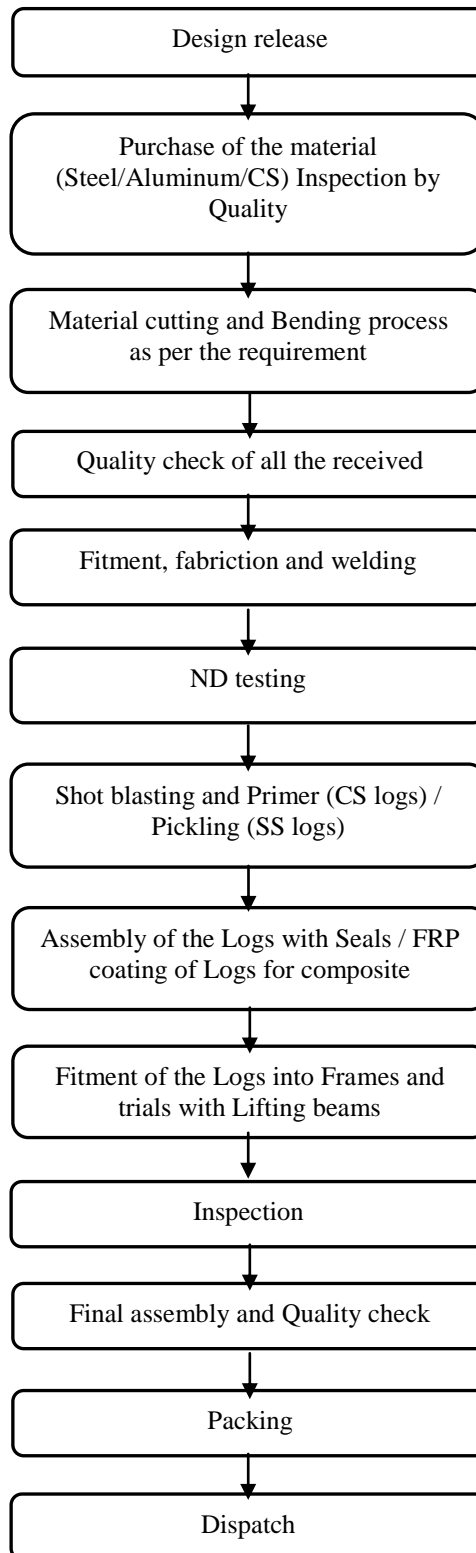 Design release
Purchase of the material
(Steel/Aluminum/CS) Inspection by
Quality
Material cutting and Bending process
as per the requirement
Quality check of all the received
Fitment, fabriction and welding
ND testing
Shot blasting and Primer (CS logs) /
Pickling (SS logs)
Assembly of the Logs with Seals / FRP
coating of Logs for composite
Fitment of the Logs into Frames and
trials with Lifting beams
Inspection
Final assembly and Quality check
Packing
Dispatch